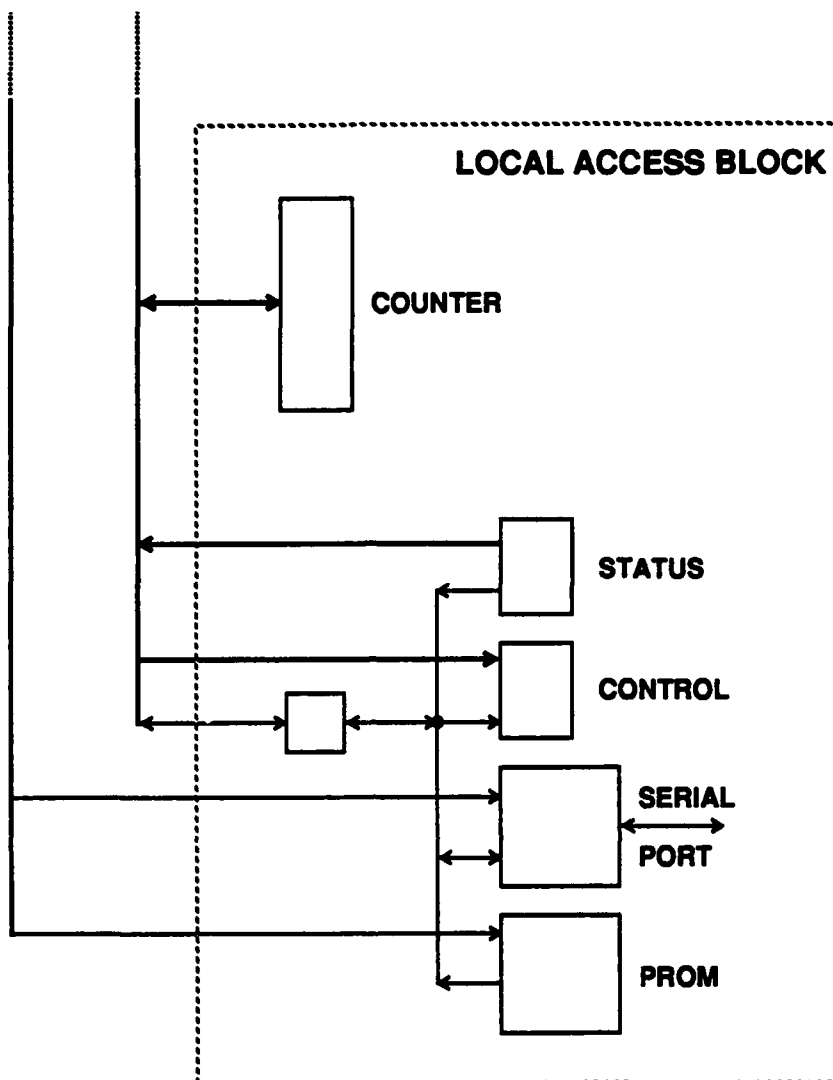 LOCAL ACCESS BLOCK
COUNTER
STATUS
CONTROL
SERIAL
PORT
PROM